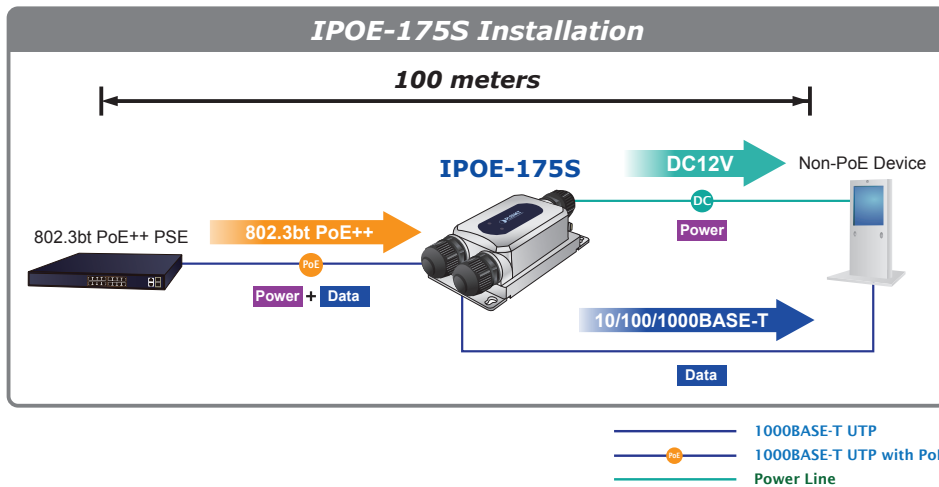 IPOE-175S Installation
100 meters
802.3bt PoE++ PSE
802.3bt PoE++
PoE
Power + Data
IPOE-175S
DC12V
DC
Power
Non-PoE Device
10/100/1000BASE-T
Data
1000BASE-T UTP
PoE
1000BASE-T UTP with
Power Line